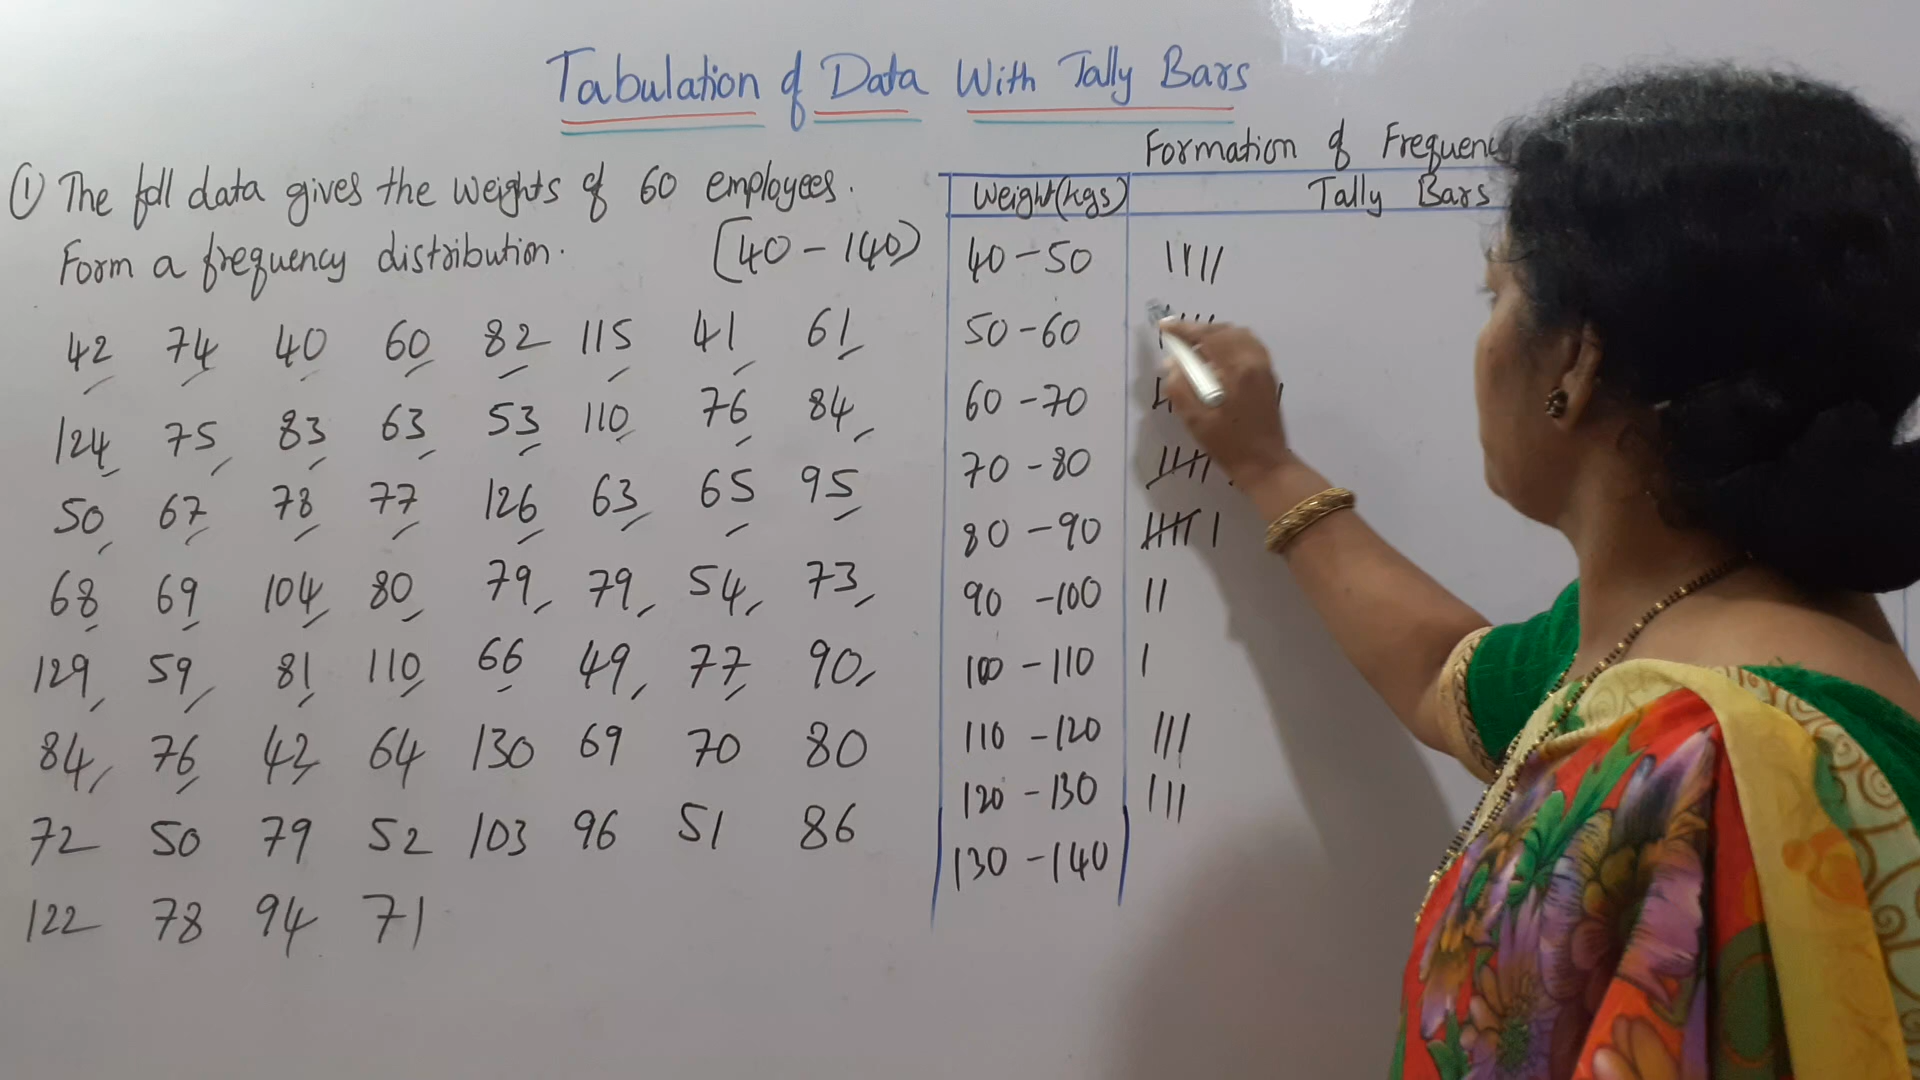 Tabulation of Data With Tally Bars
① The foll data gives the weights of 60 employees.
Form a frequency distribution. (40 - 140)
42 74 40 60 82 115 41 61
124 75 83 63 53 110 76 84
50 67 78 77 126 63 65 95
68 69 104 80 79 79 54 73
129 59 81 110 66 49 77 90
84 76 42 64 130 69 70 80
72 50 79 52 103 96 51 86
122 78 94 71
Formation of
Weight(kgs) Tally Bars
40 - 50 ||||
50 - 60
60 - 70
70 - 80
80 - 90 |||| |
90 - 100 ||
100 - 110 |
110 - 120 |||
120 - 130 |||
130 - 140